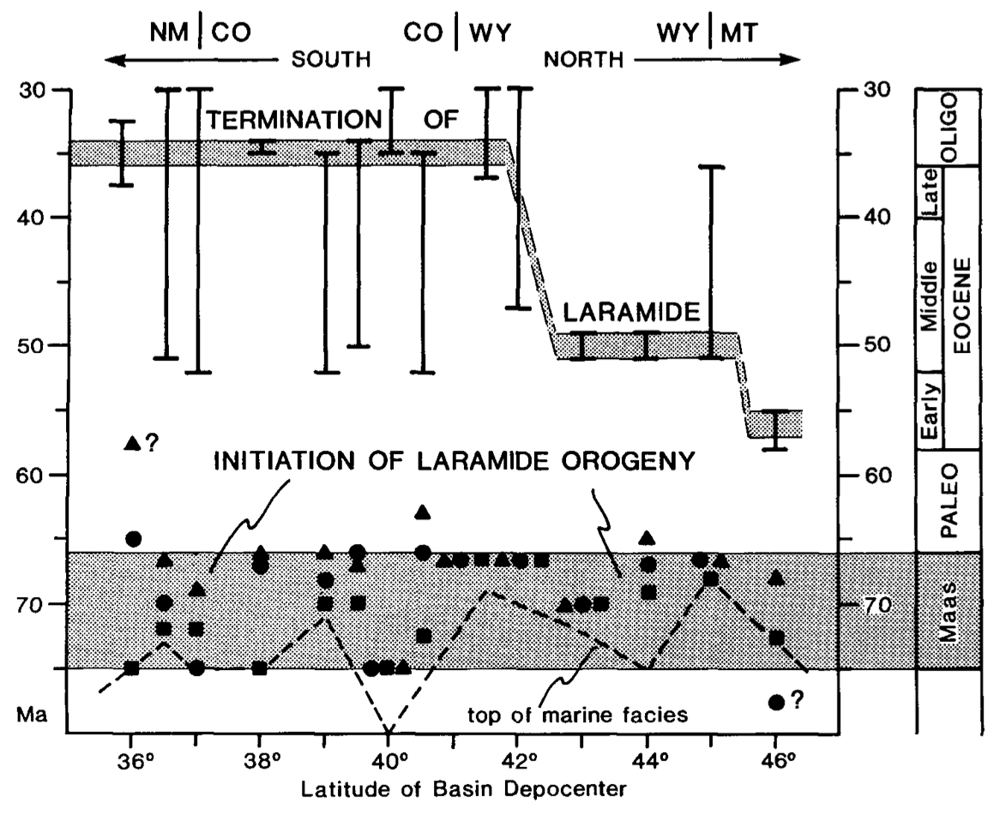 NM CO CO WY WY MT
SOUTH NORTH
30 30
TERMINATION OF
OLIGO
Late
40 40
Middle
EOCENE
LARAMIDE
50 50
Early
?
INITIATION OF LARAMIDE OROGENY
60 60
PALEO
70 70
Maas
?
Ma
top of marine facies
36° 38° 40° 42° 44° 46°
Latitude of Basin Depocenter